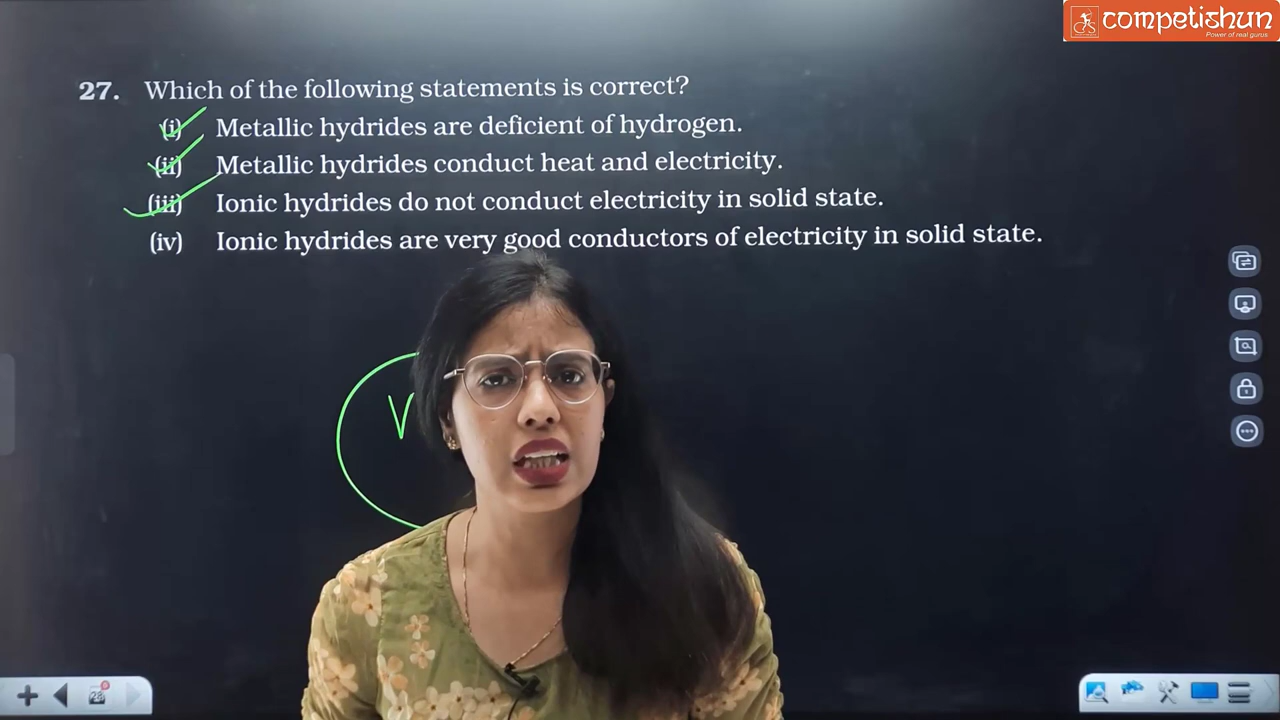 competishun
Power of real gurus
27. Which of the following statements is correct?
(i) Metallic hydrides are deficient of hydrogen.
(ii) Metallic hydrides conduct heat and electricity.
(iii) Ionic hydrides do not conduct electricity in solid state.
(iv) Ionic hydrides are very good conductors of electricity in solid state.